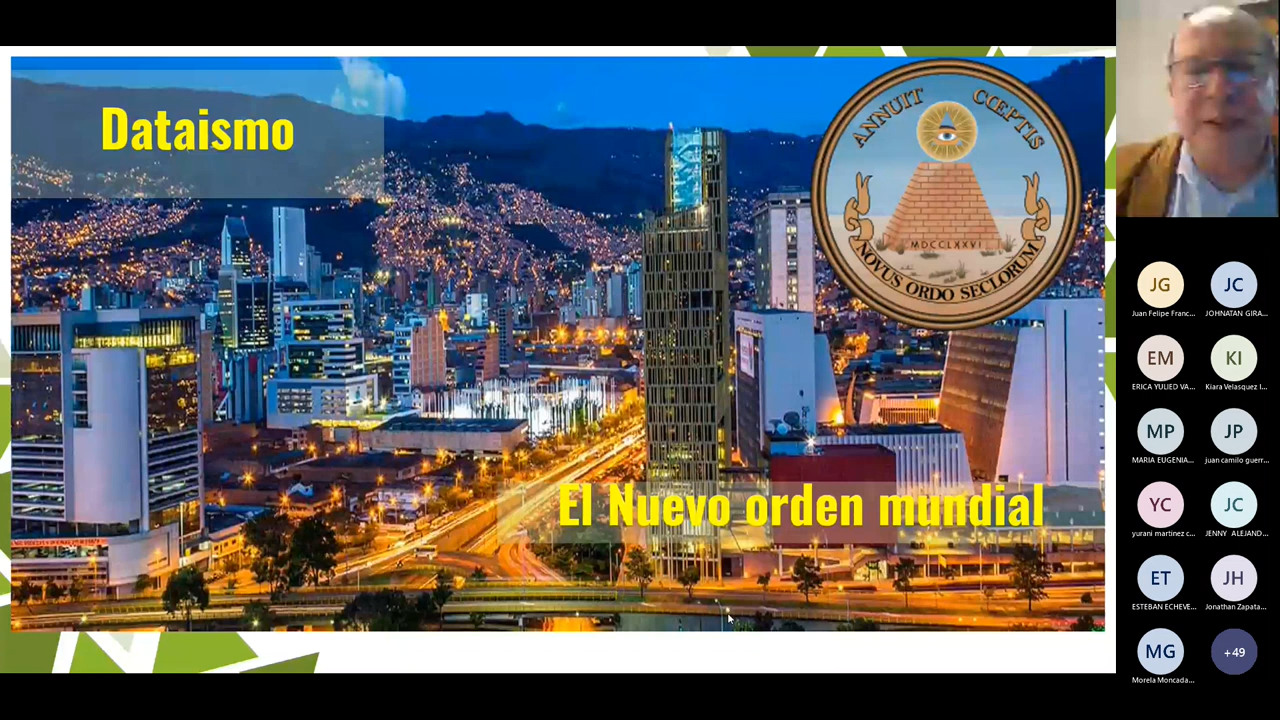 Dataismo
ANNUIT CŒPTIS
MDCCLXXVI
NOVUS ORDO SECLORUM
El Nuevo orden mundial
JG
JC
Juan Felipe Franc...
JOHNATAN GIRA...
EM
KI
ERICA YULIED VA...
Kiara Velasquez I...
MP
JP
MARIA EUGENIA...
juan camilo guerr...
YC
JC
yurani martinez c...
JENNY ALEJAND...
ET
JH
ESTEBAN ECHEVE...
Jonathan Zapata...
MG
+49
Morela Moncada...